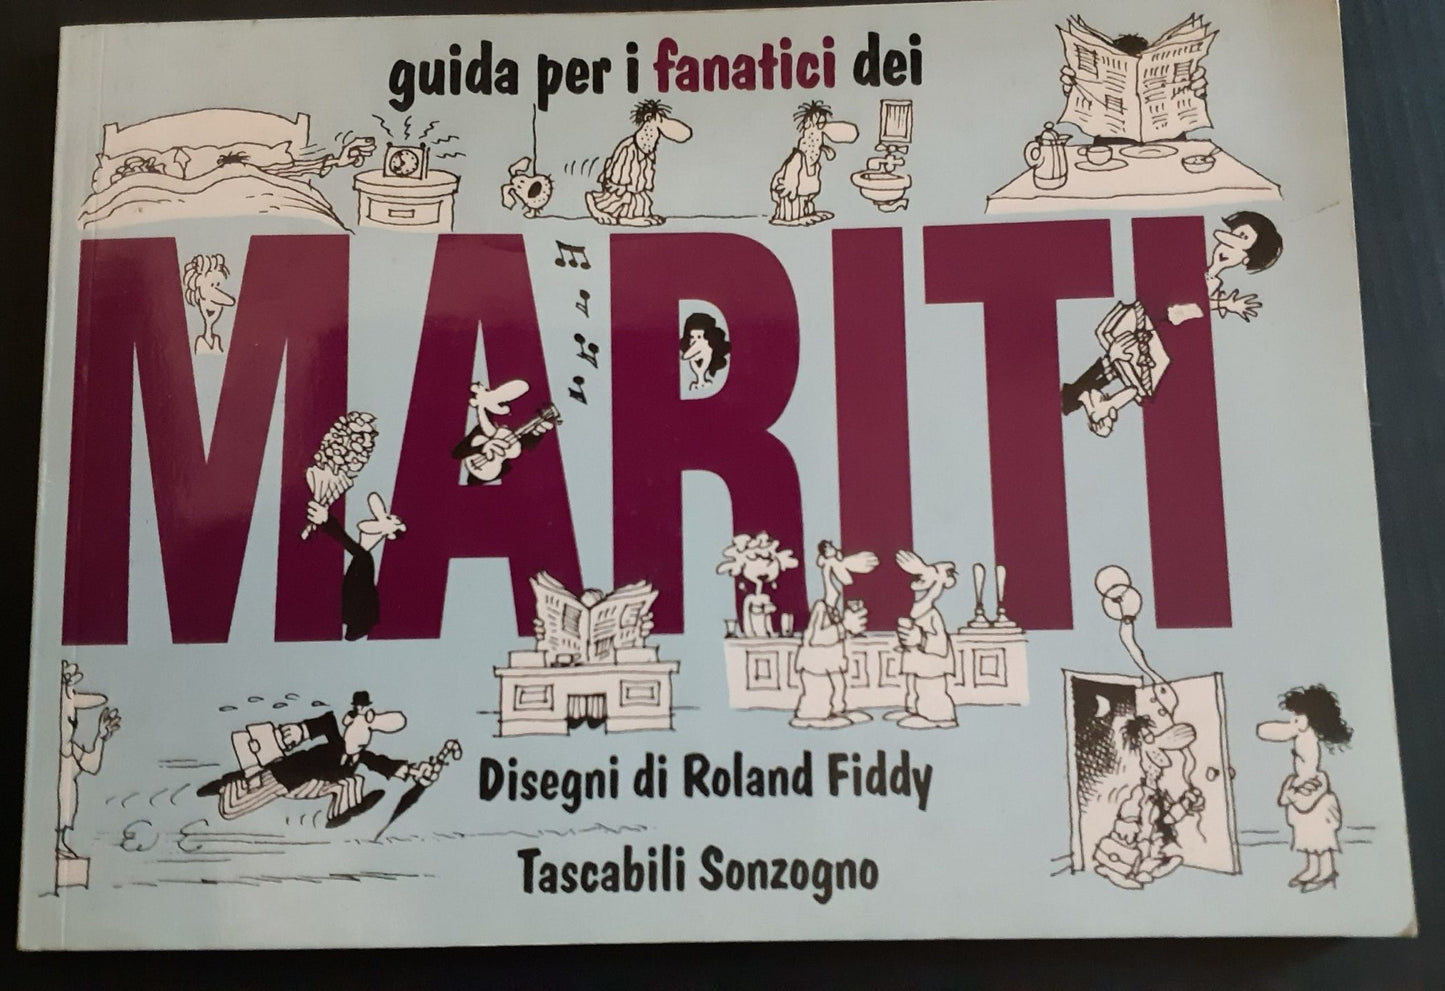 guida per i fanatici dei
MARITI
Disegni di Roland Fiddy
Tascabili Sonzogno